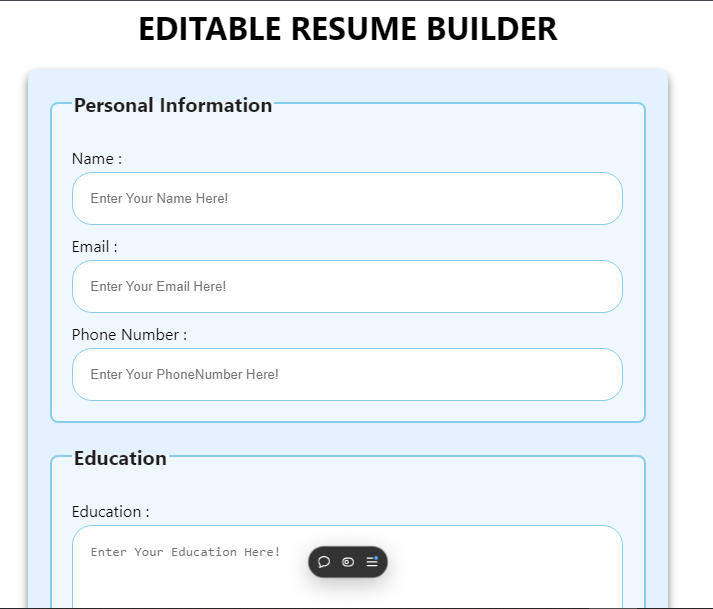 EDITABLE RESUME BUILDER
Personal Information
Name :
Enter Your Name Here!
Email :
Enter Your Email Here!
Phone Number :
Enter Your PhoneNumber Here!
Education
Education :
Enter Your Education Here!